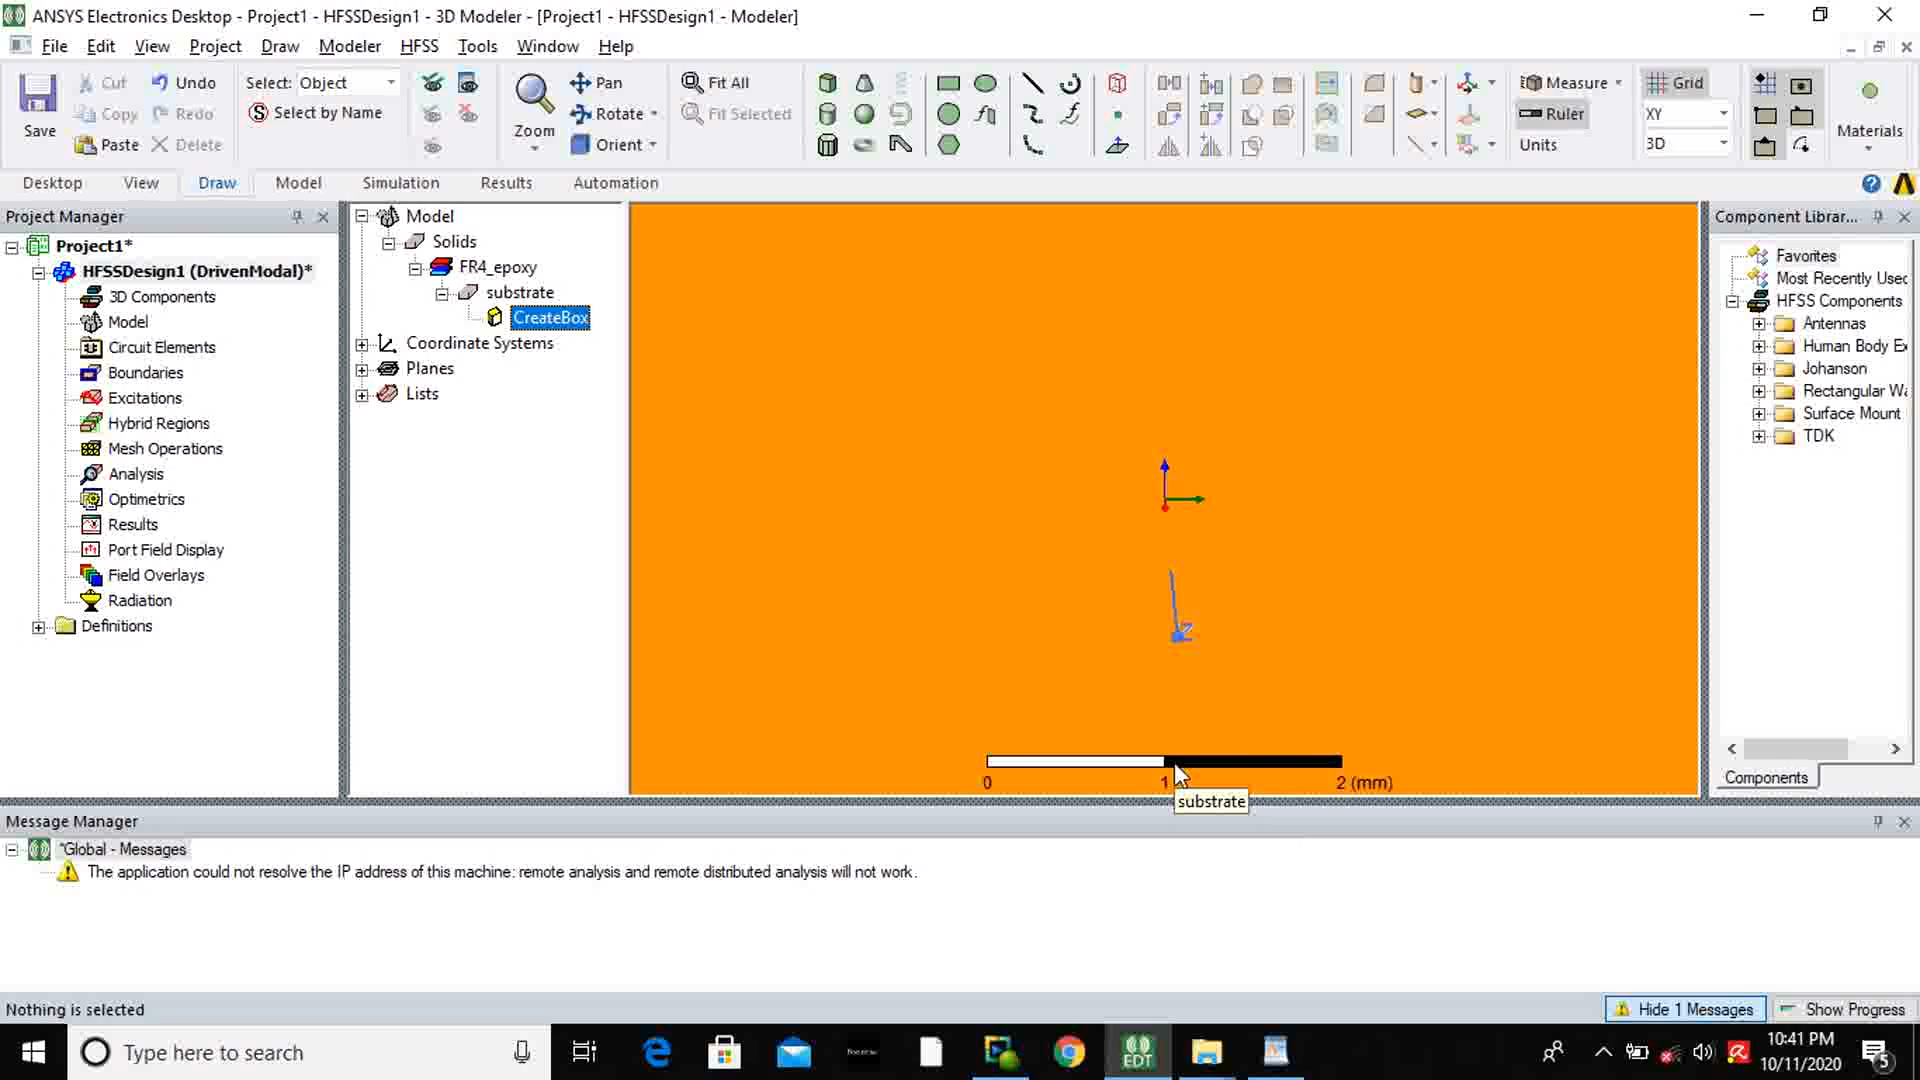 ANSYS Electronics Desktop - Project1 - HFSSDesign1 - 3D Modeler - [Project1 - HFSSDesign1 - Modeler]
File Edit View Project Draw Modeler HFSS Tools Window Help
Save
Cut
Copy
Paste
Undo
Redo
Delete
Select: Object
Select by Name
Zoom
Pan
Rotate
Orient
Fit All
Fit Selected
Measure
Ruler
Units
Grid
XY
3D
Materials
Desktop View Draw Model Simulation Results Automation
Project Manager
Project1*
HFSSDesign1 (DrivenModal)*
3D Components
Model
Circuit Elements
Boundaries
Excitations
Hybrid Regions
Mesh Operations
Analysis
Optimetrics
Results
Port Field Display
Field Overlays
Radiation
Definitions
Model
Solids
FR4_epoxy
substrate
CreateBox
Coordinate Systems
Planes
Lists
Z
0 1 2 (mm)
substrate
Component Librar...
Favorites
Most Recently Usec
HFSS Components
Antennas
Human Body
Johanson
Rectangular
Surface Mount
TDK
Components
Message Manager
*Global - Messages
The application could not resolve the IP address of this machine: remote analysis and remote distributed analysis will not work.
Nothing is selected
Hide 1 Messages
Show Progress
Type here to search
EDT
10:41 PM
10/11/2020
5